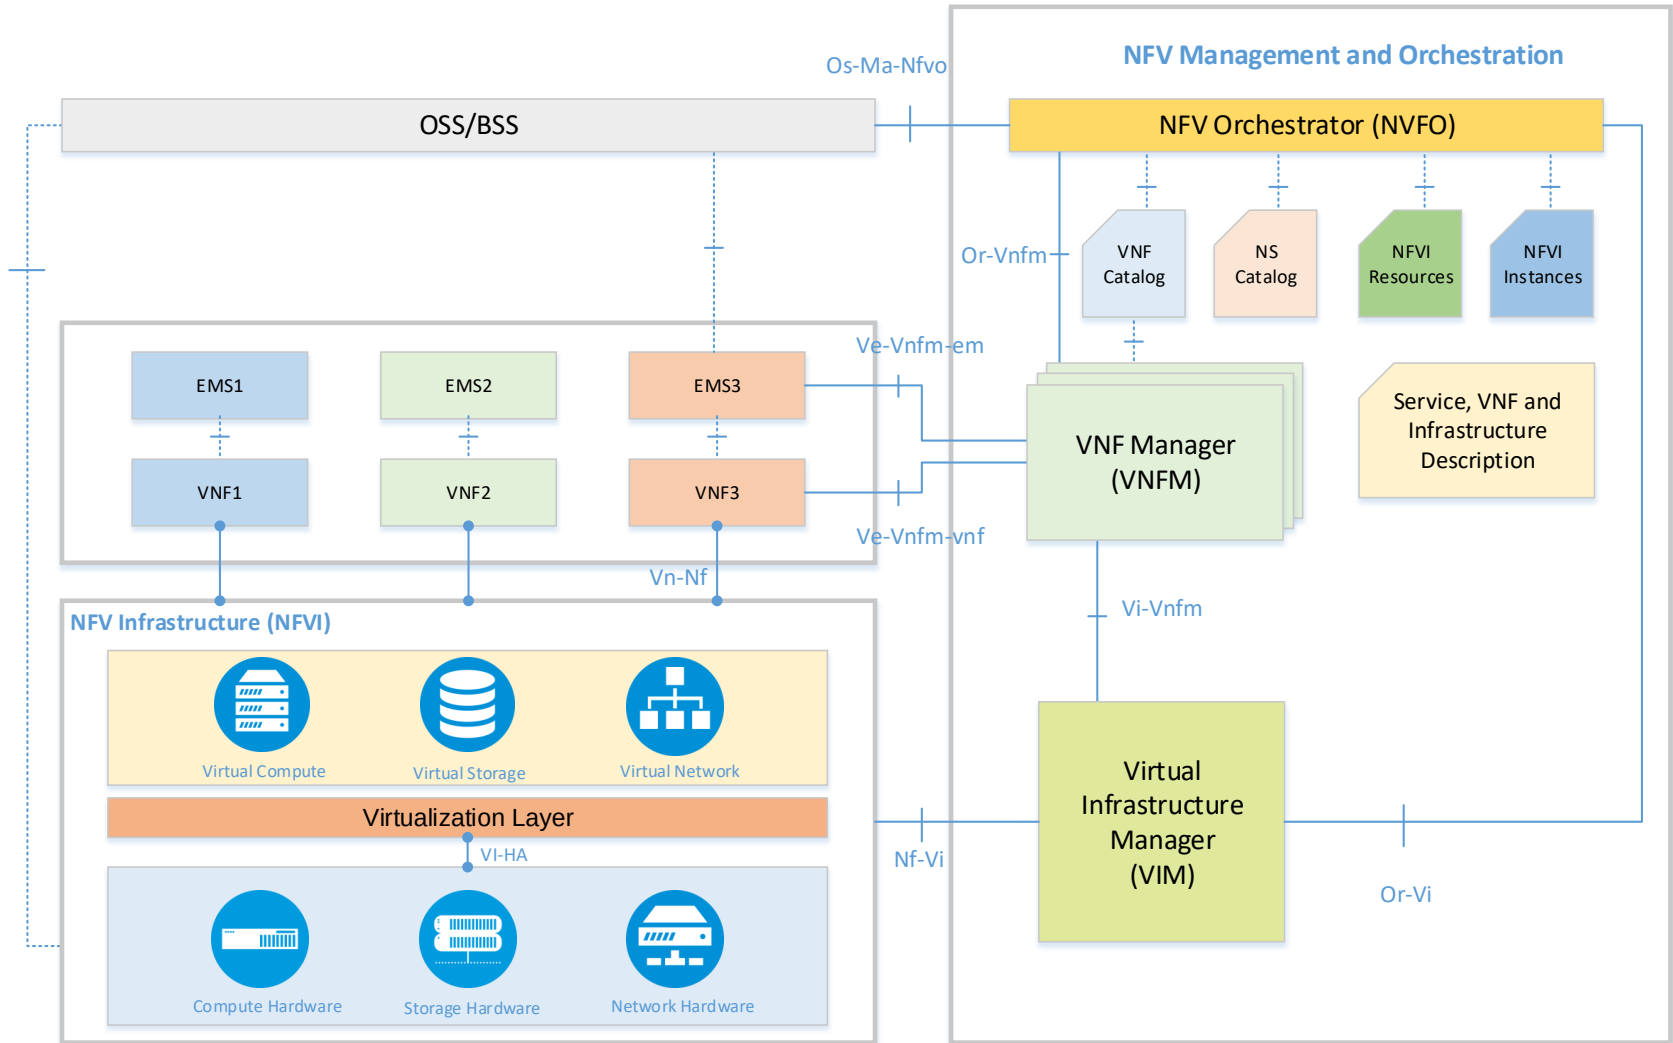 NFV Management and Orchestration
Os-Ma-Nfvo
OSS/BSS
NFV Orchestrator (NVFO)
Or-Vnfm
VNF
Catalog
NS
Catalog
NFVI
Resources
NFVI
Instances
Ve-Vnfm-em
EMS1
EMS2
EMS3
VNF Manager
(VNFM)
Service, VNF and
Infrastructure
Description
VNF1
VNF2
VNF3
Ve-Vnfm-vnf
Vn-Nf
Vi-Vnfm
NFV Infrastructure (NFVI)
Virtual Compute
Virtual Storage
Virtual Network
Virtualization Layer
VI-HA
Nf-Vi
Virtual
Infrastructure
Manager
(VIM)
Or-Vi
Compute Hardware
Storage Hardware
Network Hardware